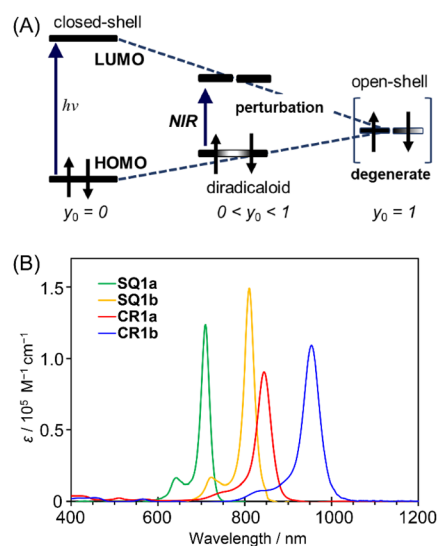 (A)
closed-shell
LUMO
open-shell
hν
NIR
perturbation
HOMO
diradicaloid
degenerate
y₀ = 0
0 < y₀ < 1
y₀ = 1
(B)
SQ1a
SQ1b
CR1a
CR1b
1.5
1.0
0.5
0
ε / 10⁵ M⁻¹ cm⁻¹
400 600 800 1000 1200
Wavelength / nm